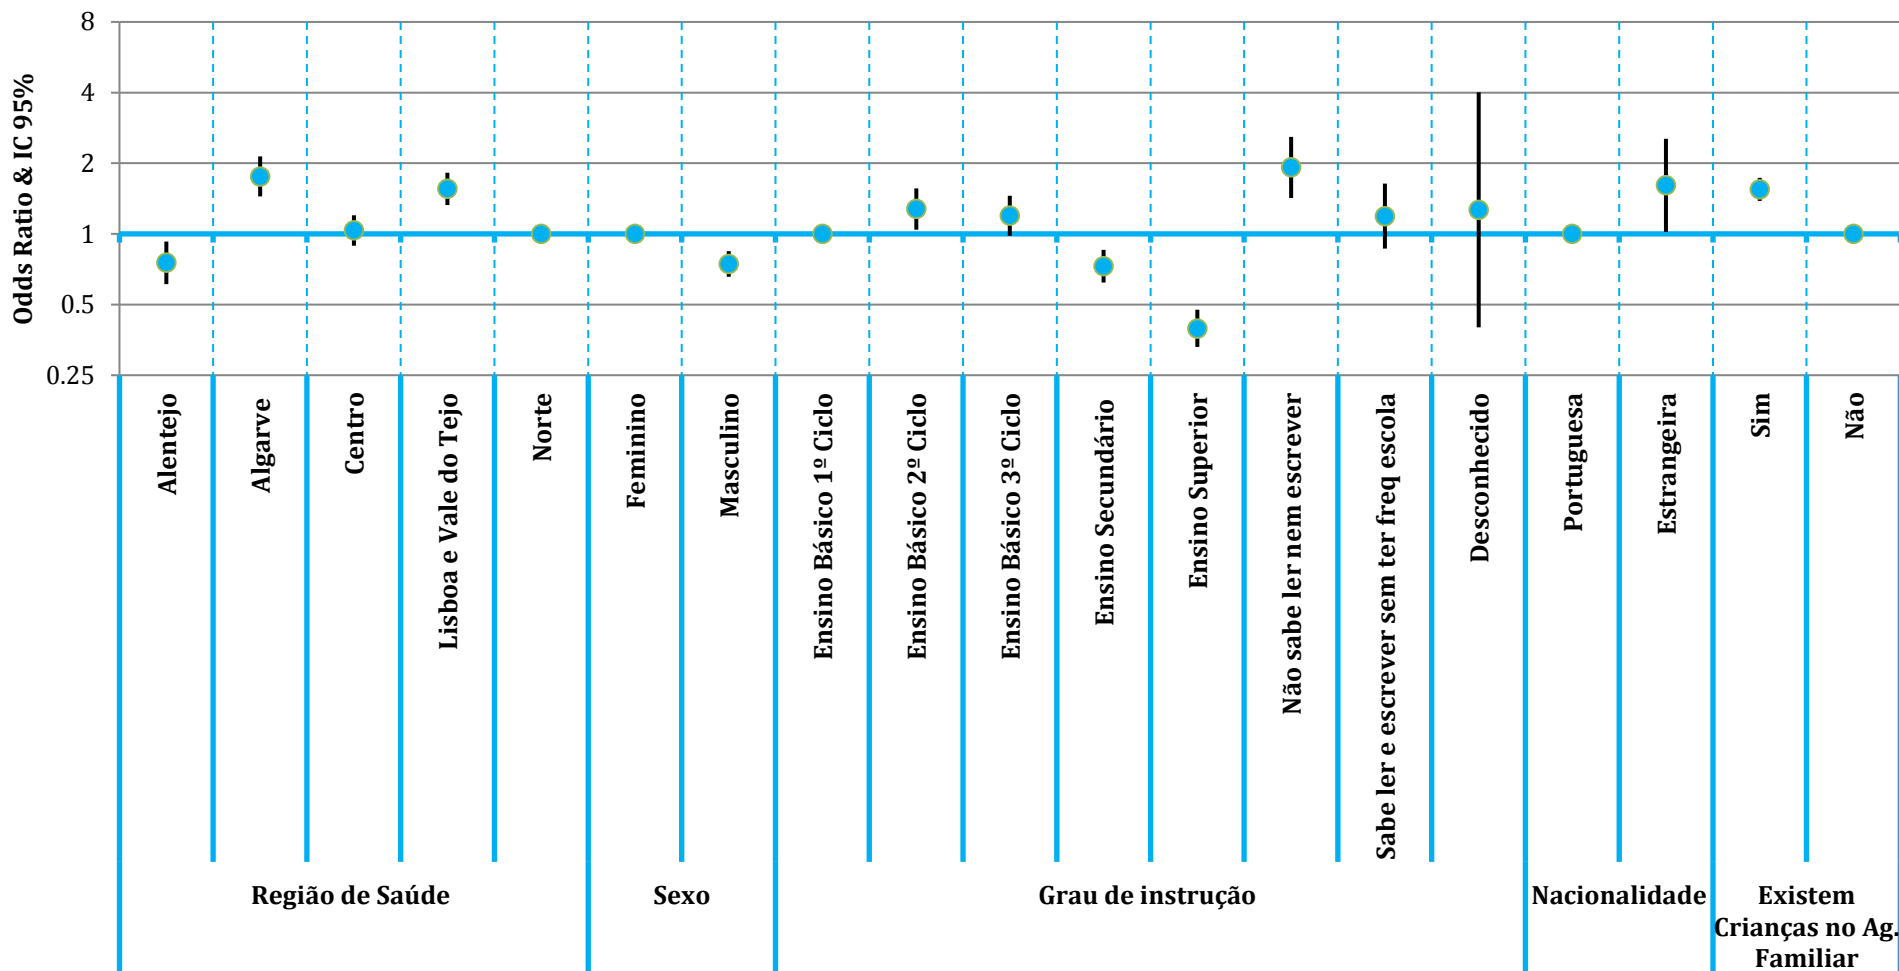 Odds Ratio & IC 95%
8
4
2
1
0.5
0.25
Alentejo
Algarve
Centro
Lisboa e Vale do Tejo
Norte
Feminino
Masculino
Ensino Básico 1º Ciclo
Ensino Básico 2º Ciclo
Ensino Básico 3º Ciclo
Ensino Secundário
Ensino Superior
Não sabe ler nem escrever
Sabe ler e escrever sem ter freq escola
Desconhecido
Portuguesa
Estrangeira
Sim
Não
Região de Saúde
Sexo
Grau de instrução
Nacionalidade
Existem
Crianças no Ag.
Familiar